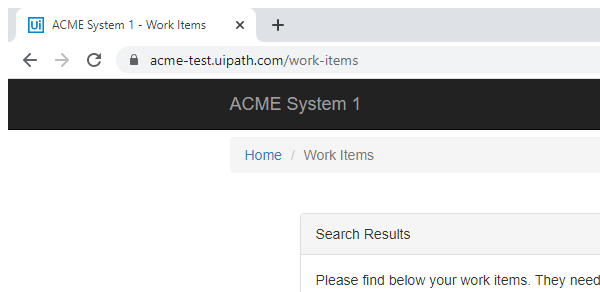 Ui ACME System 1 - Work Items
acme-test.uipath.com/work-items
ACME System 1
Home / Work Items
Search Results
Please find below your work items. They need